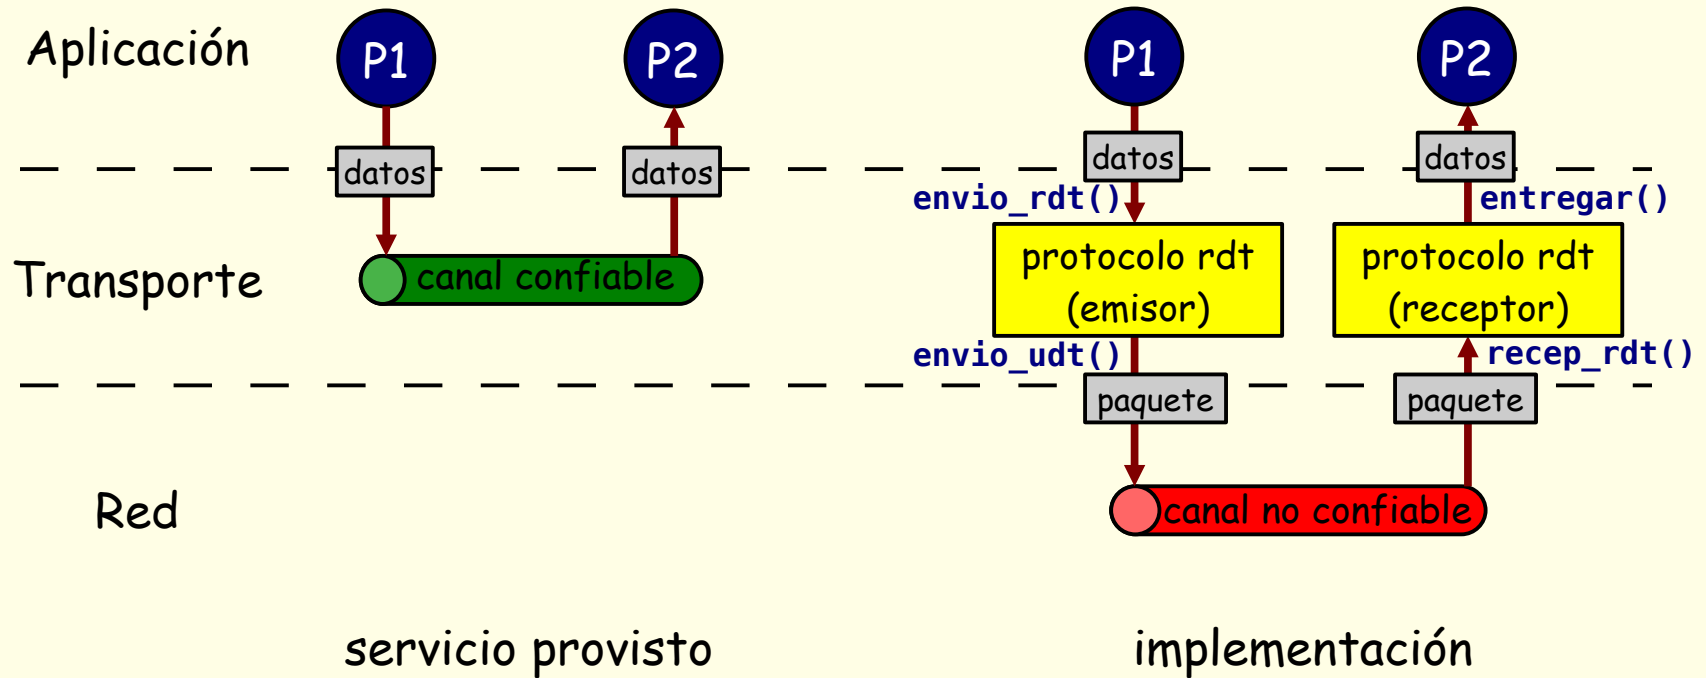 Aplicación
P1
P2
P1
P2
datos
datos
datos
datos
envio_rdt()
entregar()
Transporte
canal confiable
protocolo rdt
(emisor)
protocolo rdt
(receptor)
envio_udt()
recep_rdt()
paquete
paquete
Red
canal no confiable
servicio provisto
implementación